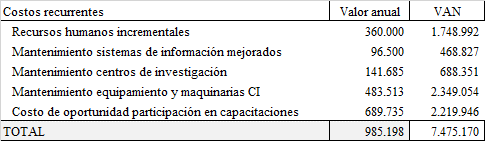 Costos recurrentes Valor anual VAN
Recursos humanos incrementales 360.000 1.748.992
Mantenimiento sistemas de información mejorados 96.500 468.827
Mantenimiento centros de investigación 141.685 688.351
Mantenimiento equipamiento y maquinarias CI 483.513 2.349.054
Costo de oportunidad participación en capacitaciones 689.735 2.219.946
TOTAL 985.198 7.475.170